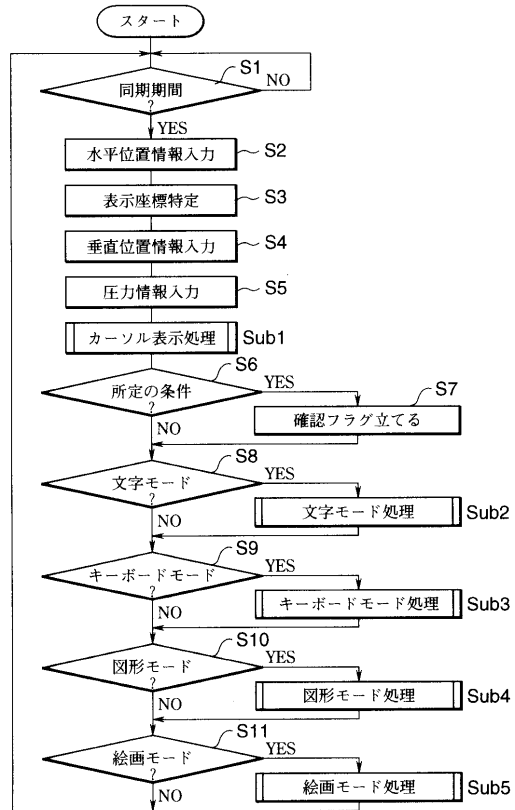 スタート
S1
同期期間
?
NO
YES
水平位置情報入力
S2
表示座標特定
S3
垂直位置情報入力
S4
圧力情報入力
S5
カーソル表示処理
Sub1
S6
所定の条件
?
YES
NO
S7
確認フラグ立てる
S8
文字モード
?
YES
NO
文字モード処理
Sub2
S9
キーボードモード
?
YES
NO
キーボードモード処理
Sub3
S10
図形モード
?
YES
NO
図形モード処理
Sub4
S11
絵画モード
?
YES
NO
絵画モード処理
Sub5